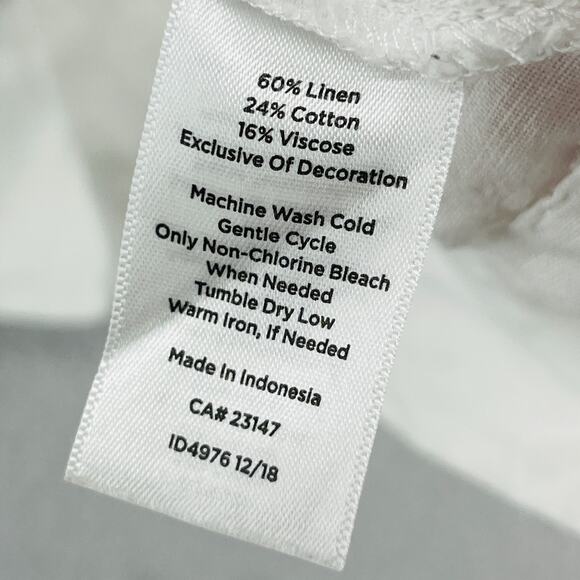 60% Linen
24% Cotton
16% Viscose
Exclusive Of Decoration
Machine Wash Cold
Gentle Cycle
Only Non-Chlorine Bleach
When Needed
Tumble Dry Low
Warm Iron, If Needed
Made In Indonesia
CA# 23147
ID4976 12/18